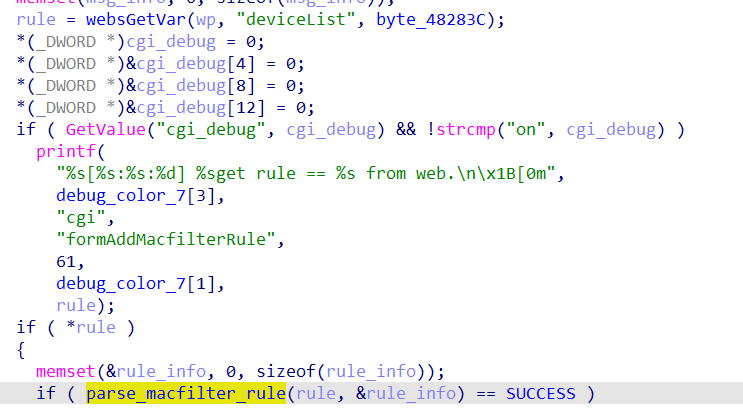 memset(msg_info, 0, sizeof(msg_info));
rule = websGetVar(wp, "deviceList", byte_48283C);
*(_DWORD *)cgi_debug = 0;
*(_DWORD *)&cgi_debug[4] = 0;
*(_DWORD *)&cgi_debug[8] = 0;
*(_DWORD *)&cgi_debug[12] = 0;
if ( GetValue("cgi_debug", cgi_debug) && !strcmp("on", cgi_debug) )
printf(
"%s[%s:%s:%d] %sget rule == %s from web.\n\x1B[0m",
debug_color_7[3],
"cgi",
"formAddMacfilterRule",
61,
debug_color_7[1],
rule);
if ( *rule )
{
memset(&rule_info, 0, sizeof(rule_info));
if ( parse_macfilter_rule(rule, &rule_info) == SUCCESS )